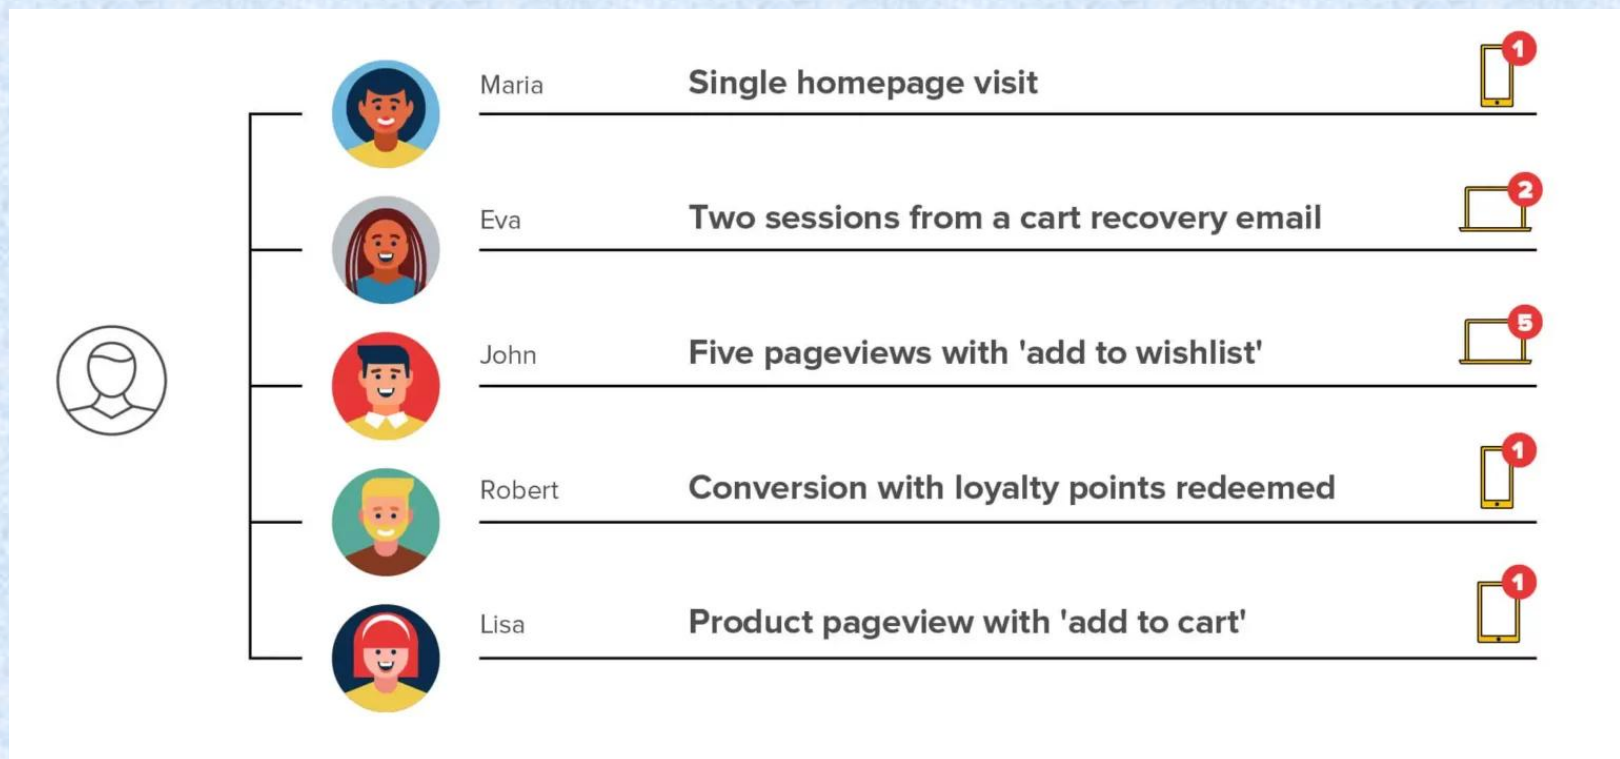 Maria Single homepage visit 1
Eva Two sessions from a cart recovery email 2
John Five pageviews with 'add to wishlist' 5
Robert Conversion with loyalty points redeemed 1
Lisa Product pageview with 'add to cart' 1